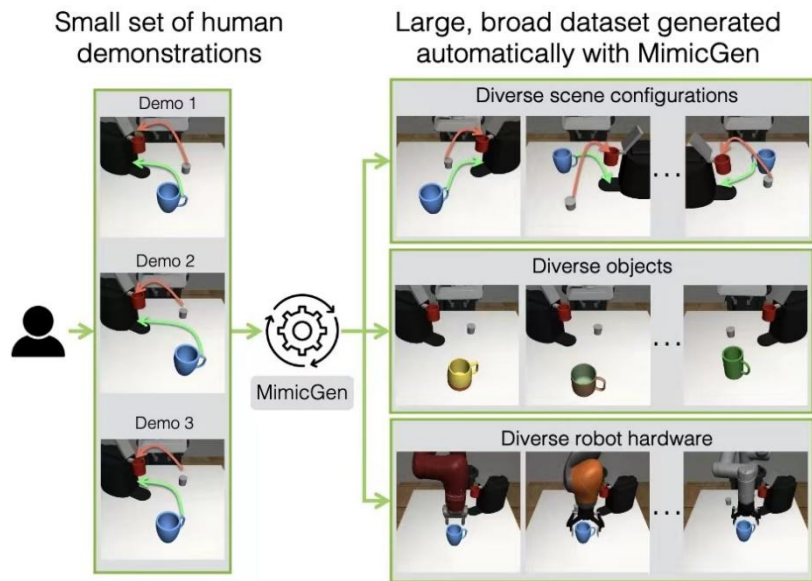 Small set of human
demonstrations
Large, broad dataset generated
automatically with MimicGen
Demo 1
Demo 2
Demo 3
MimicGen
Diverse scene configurations
...
Diverse objects
...
Diverse robot hardware
...